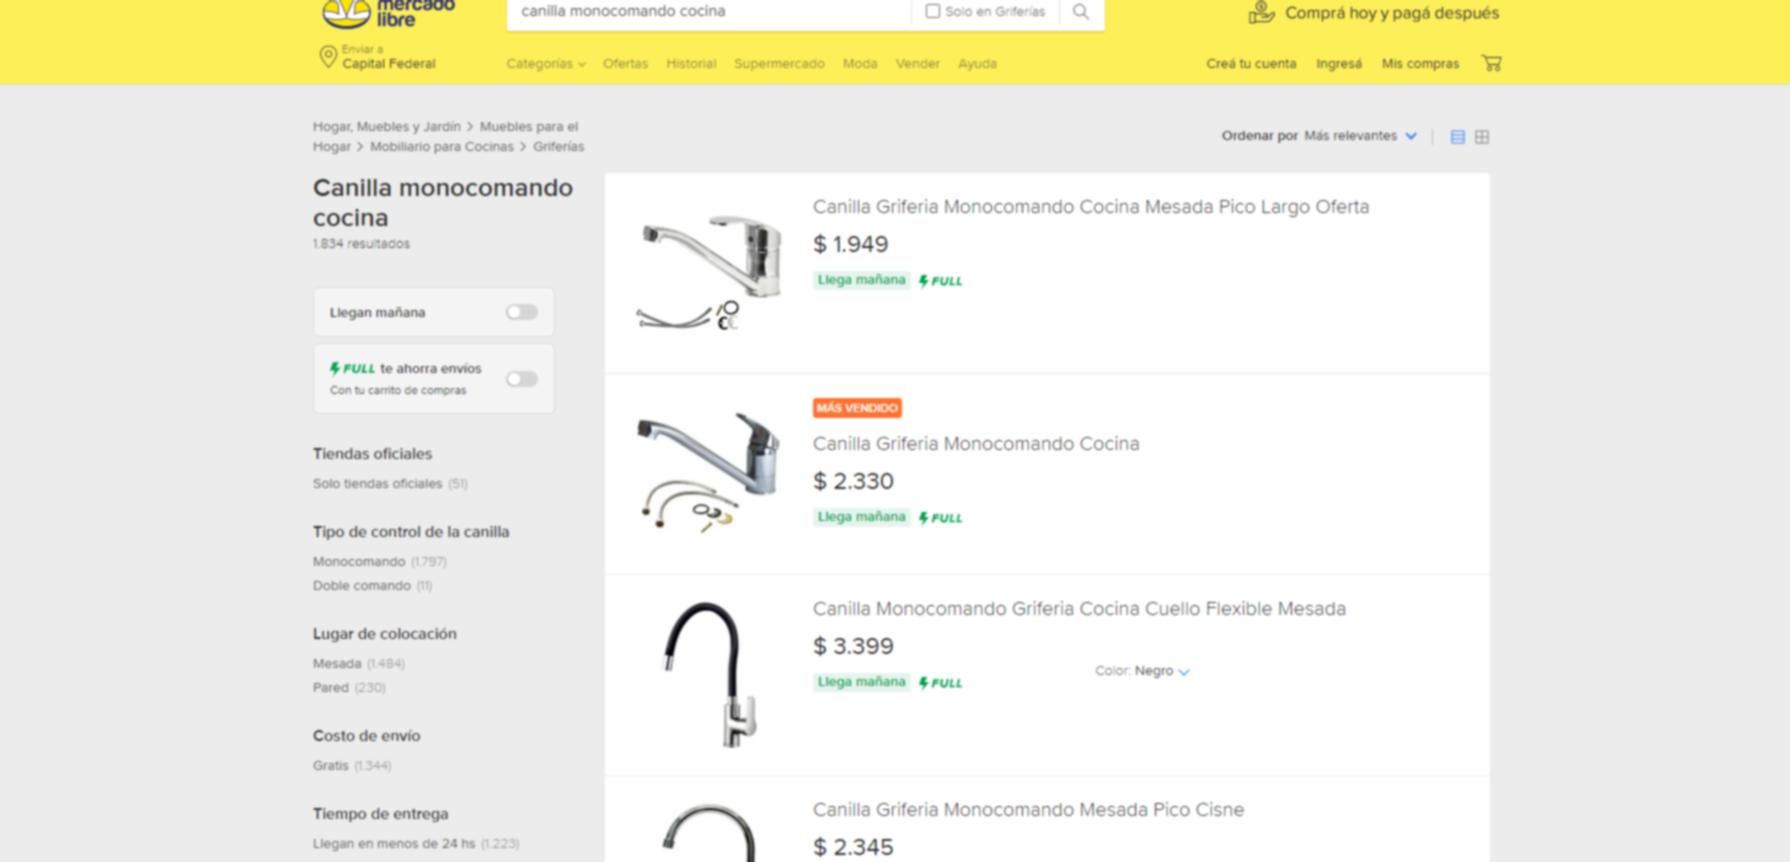 mercado
libre
canilla monocomando cocina
Solo en Griferías
Comprá hoy y pagá después
Enviar a
Capital Federal
Categorías
Ofertas
Historial
Supermercado
Moda
Vender
Ayuda
Creá tu cuenta
Ingresá
Mis compras
Hogar, Muebles y Jardín > Muebles para el
Hogar > Mobiliario para Cocinas > Griferías
Ordenar por Más relevantes
Canilla monocomando
cocina
1.834 resultados
Llegan mañana
FULL te ahorra envíos
Con tu carrito de compras
Tiendas oficiales
Solo tiendas oficiales (51)
Tipo de control de la canilla
Monocomando (1.797)
Doble comando (11)
Lugar de colocación
Mesada (1.484)
Pared (230)
Costo de envío
Gratis (1.344)
Tiempo de entrega
Llegan en menos de 24 hs (1.223)
Canilla Griferia Monocomando Cocina Mesada Pico Largo Oferta
$ 1.949
Llega mañana FULL
MÁS VENDIDO
Canilla Griferia Monocomando Cocina
$ 2.330
Llega mañana FULL
Canilla Monocomando Griferia Cocina Cuello Flexible Mesada
$ 3.399
Color: Negro
Llega mañana FULL
Canilla Griferia Monocomando Mesada Pico Cisne
$ 2.345